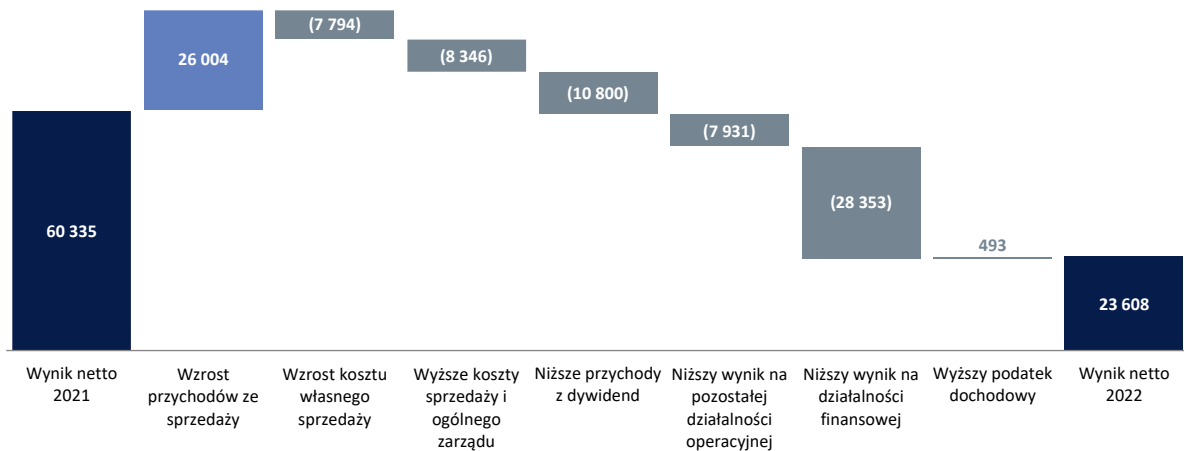 26 004
(7 794)
(8 346)
(10 800)
(7 931)
(28 353)
493
60 335
23 608
Wynik netto
2021
Wzrost
przychodów ze
sprzedaży
Wzrost kosztu
własnego
sprzedaży
Wyższe koszty
sprzedaży i
ogólnego
zarządu
Niższe przychody
z dywidend
Niższy wynik na
pozostałej
działalności
operacyjnej
Niższy wynik na
działalności
finansowej
Wyższy podatek
dochodowy
Wynik netto
2022